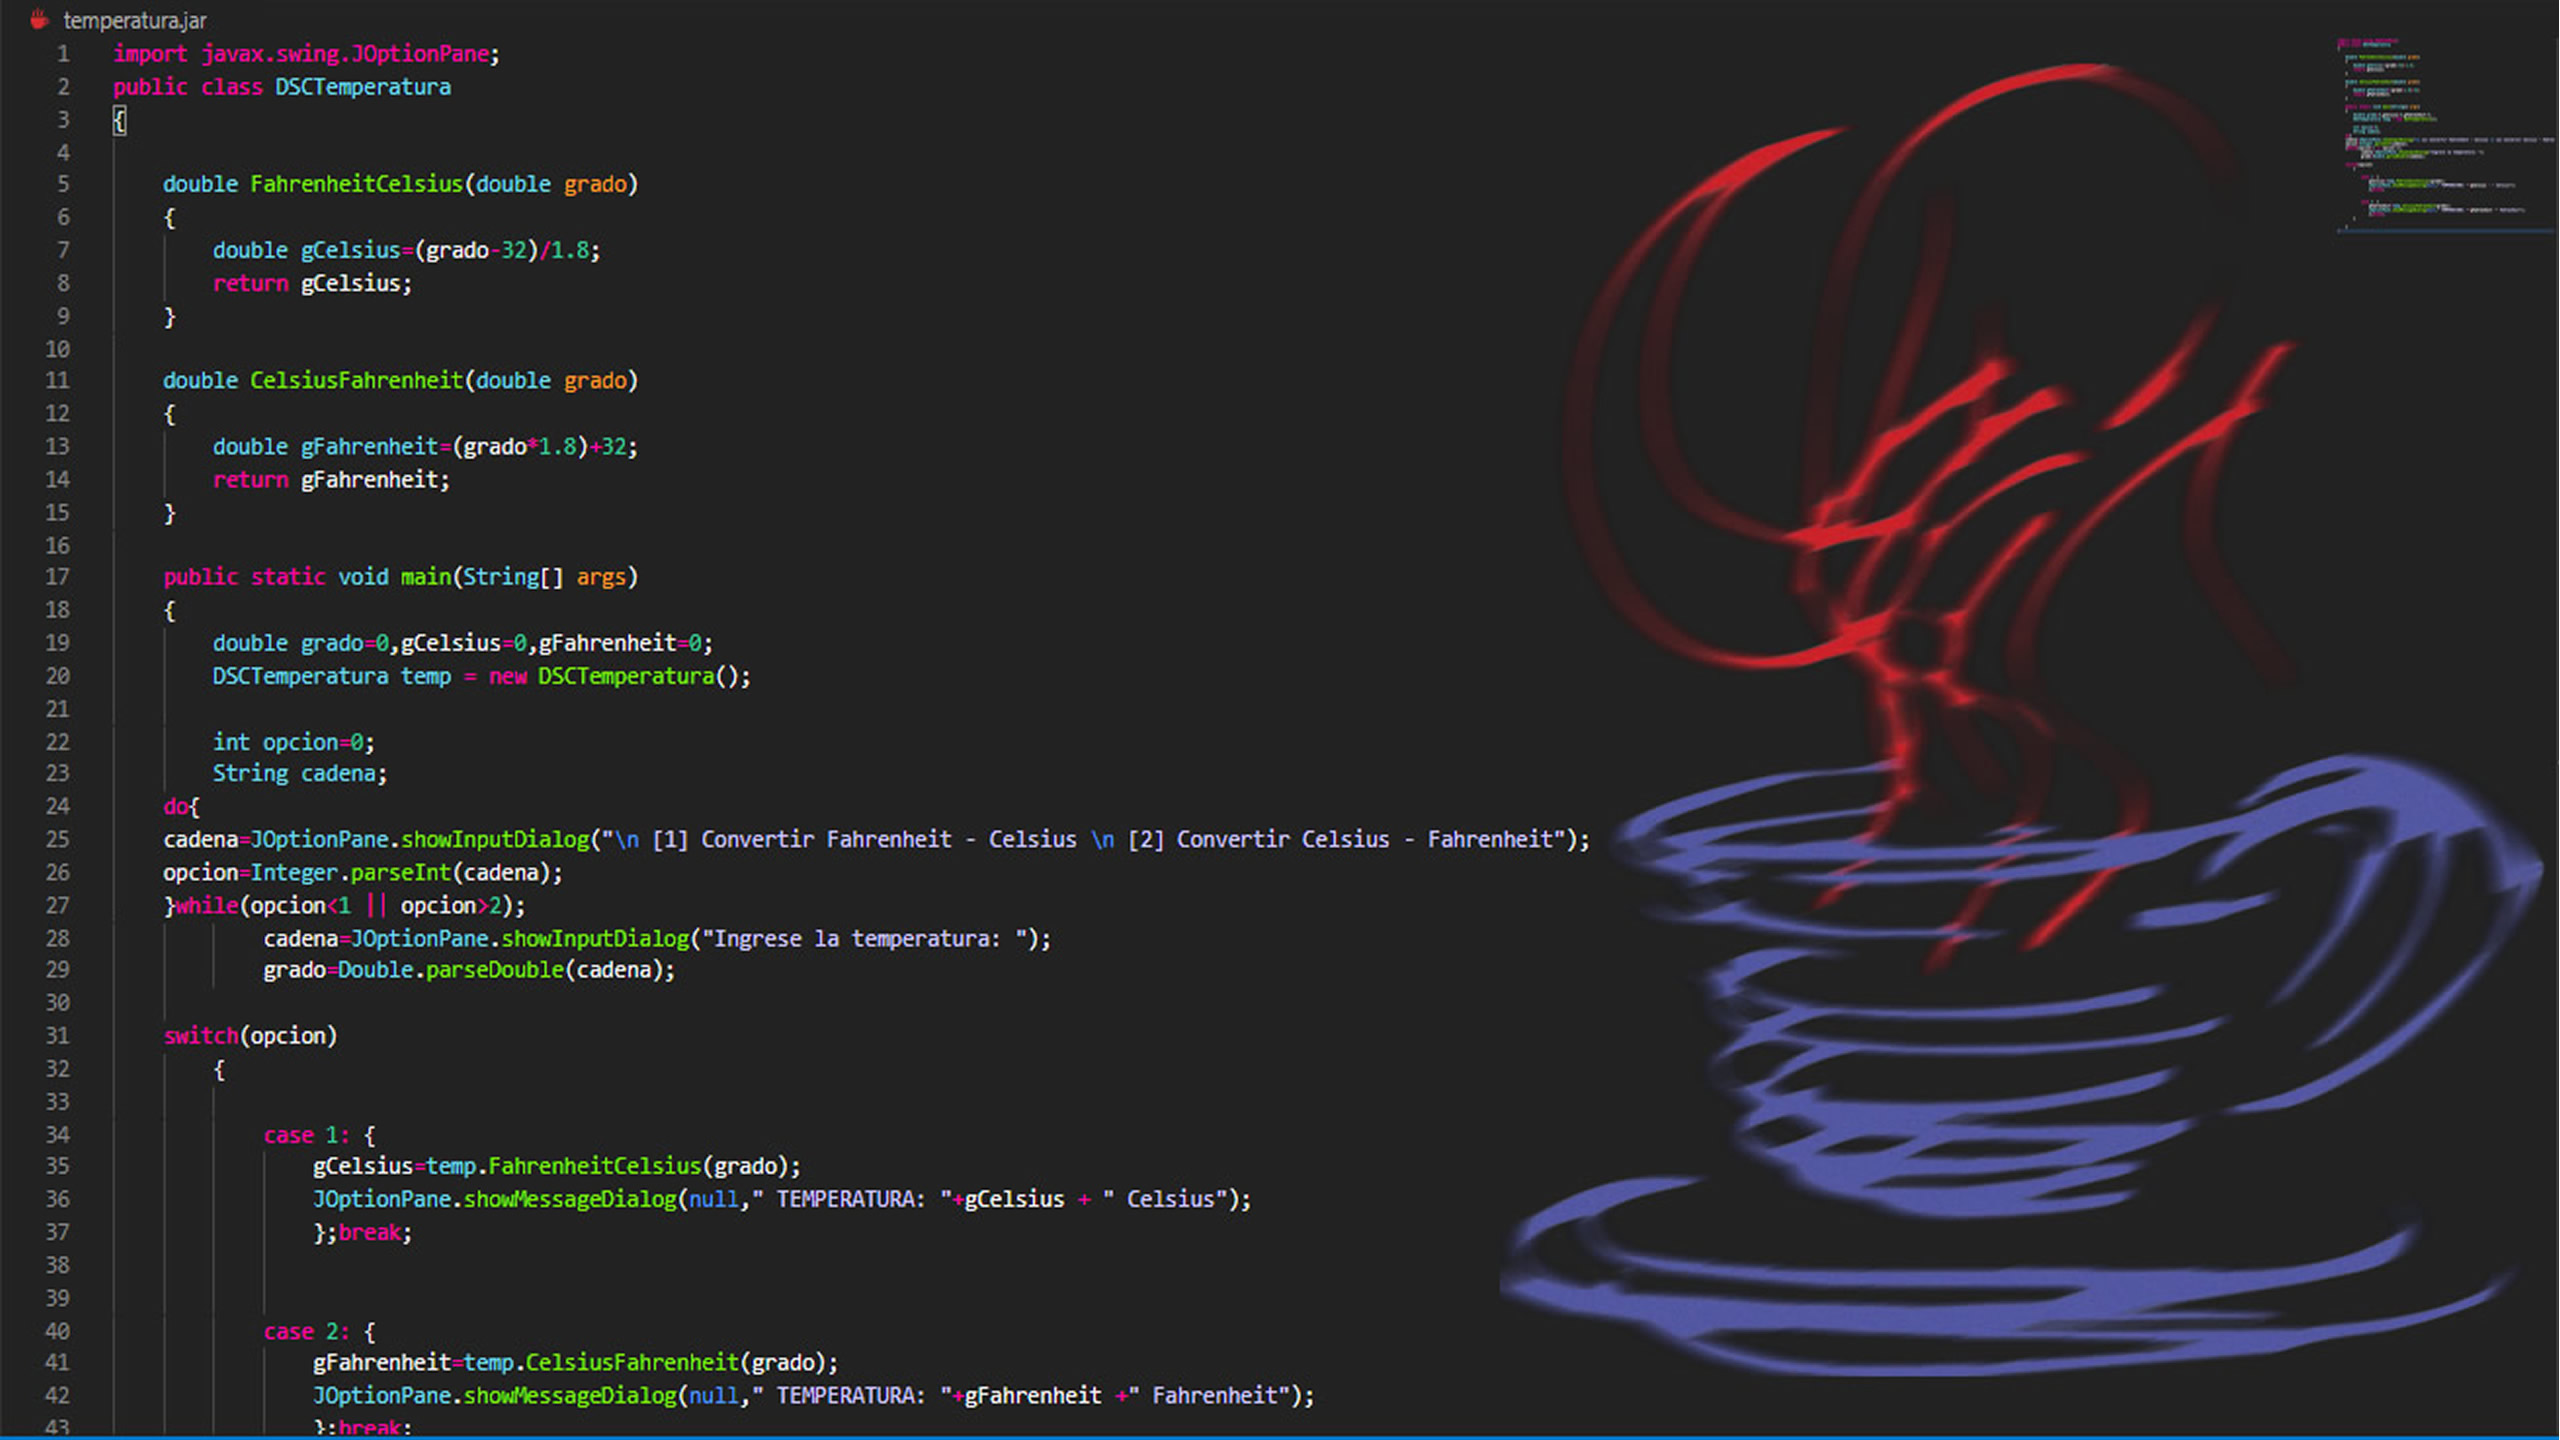 temperatura.jar
1 import javax.swing.JOptionPane;
2 public class DSCTemperatura
3 {
4
5 double FahrenheitCelsius(double grado)
6 {
7 double gCelsius=(grado-32)/1.8;
8 return gCelsius;
9 }
10
11 double CelsiusFahrenheit(double grado)
12 {
13 double gFahrenheit=(grado*1.8)+32;
14 return gFahrenheit;
15 }
16
17 public static void main(String[] args)
18 {
19 double grado=0,gCelsius=0,gFahrenheit=0;
20 DSCTemperatura temp = new DSCTemperatura();
21
22 int opcion=0;
23 String cadena;
24 do{
25 cadena=JOptionPane.showInputDialog("\n [1] Convertir Fahrenheit - Celsius \n [2] Convertir Celsius - Fahrenheit");
26 opcion=Integer.parseInt(cadena);
27 }while(opcion<1 || opcion>2);
28 cadena=JOptionPane.showInputDialog("Ingrese la temperatura: ");
29 grado=Double.parseDouble(cadena);
30
31 switch(opcion)
32 {
33
34 case 1: {
35 gCelsius=temp.FahrenheitCelsius(grado);
36 JOptionPane.showMessageDialog(null," TEMPERATURA: "+gCelsius + " Celsius");
37 };break;
38
39
40 case 2: {
41 gFahrenheit=temp.CelsiusFahrenheit(grado);
42 JOptionPane.showMessageDialog(null," TEMPERATURA: "+gFahrenheit +" Fahrenheit");
43 };break;